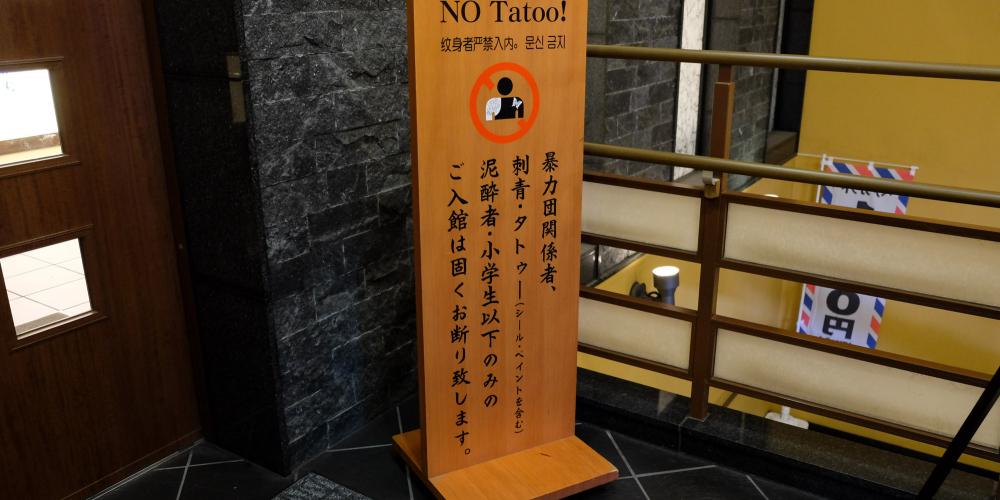 NO Tatoo!
纹身者严禁入内。 문신 금지
暴力団関係者、
刺青・タトゥー(シール・ペイントを含む)
泥酔者・小学生以下のみの
ご入館は固くお断り致します。
0円